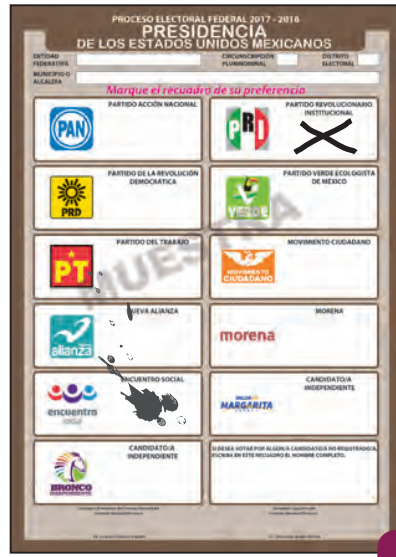 PROCESO ELECTORAL FEDERAL 2017 - 2018
PRESIDENCIA
DE LOS ESTADOS UNIDOS MEXICANOS
ENTIDAD FEDERATIVA
CIRCUNSCRIPCIÓN PLURINOMINAL
DISTRITO ELECTORAL
MUNICIPIO O ALCALDÍA
Marque el recuadro de su preferencia
PARTIDO ACCIÓN NACIONAL
PAN
PARTIDO REVOLUCIONARIO
INSTITUCIONAL
PRI
PARTIDO DE LA REVOLUCIÓN
DEMOCRÁTICA
PRD
PARTIDO VERDE ECOLOGISTA
DE MÉXICO
VERDE
MUESTRA
PARTIDO DEL TRABAJO
PT
MOVIMIENTO CIUDADANO
MOVIMIENTO
CIUDADANO
NUEVA ALIANZA
alianza
MORENA
morena
ENCUENTRO SOCIAL
encuentro
social
CANDIDATO/A
INDEPENDIENTE
MARGARITA
CANDIDATO/A
INDEPENDIENTE
BRONCO
INDEPENDIENTE
SI DESEA VOTAR POR ALGÚN/A CANDIDATO/A NO REGISTRADO/A,
ESCRIBA EN ESTE RECUADRO EL NOMBRE COMPLETO.